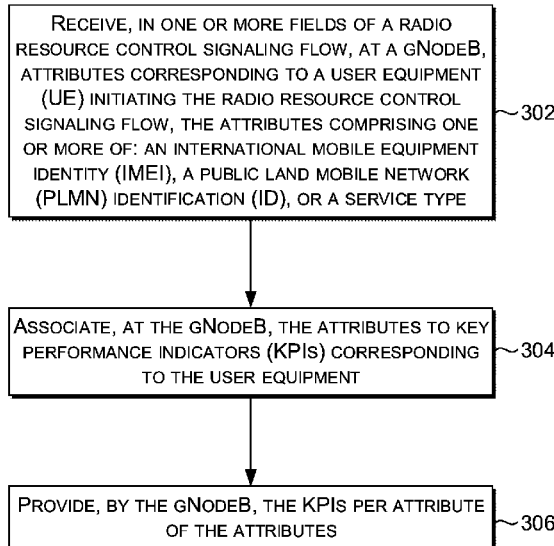 RECEIVE, IN ONE OR MORE FIELDS OF A RADIO
RESOURCE CONTROL SIGNALING FLOW, AT A GNODEB,
ATTRIBUTES CORRESPONDING TO A USER EQUIPMENT
(UE) INITIATING THE RADIO RESOURCE CONTROL
SIGNALING FLOW, THE ATTRIBUTES COMPRISING ONE
OR MORE OF: AN INTERNATIONAL MOBILE EQUIPMENT
IDENTITY (IMEI), A PUBLIC LAND MOBILE NETWORK
(PLMN) IDENTIFICATION (ID), OR A SERVICE TYPE
302
ASSOCIATE, AT THE GNODEB, THE ATTRIBUTES TO KEY
PERFORMANCE INDICATORS (KPIS) CORRESPONDING
TO THE USER EQUIPMENT
304
PROVIDE, BY THE GNODEB, THE KPIS PER ATTRIBUTE
OF THE ATTRIBUTES
306